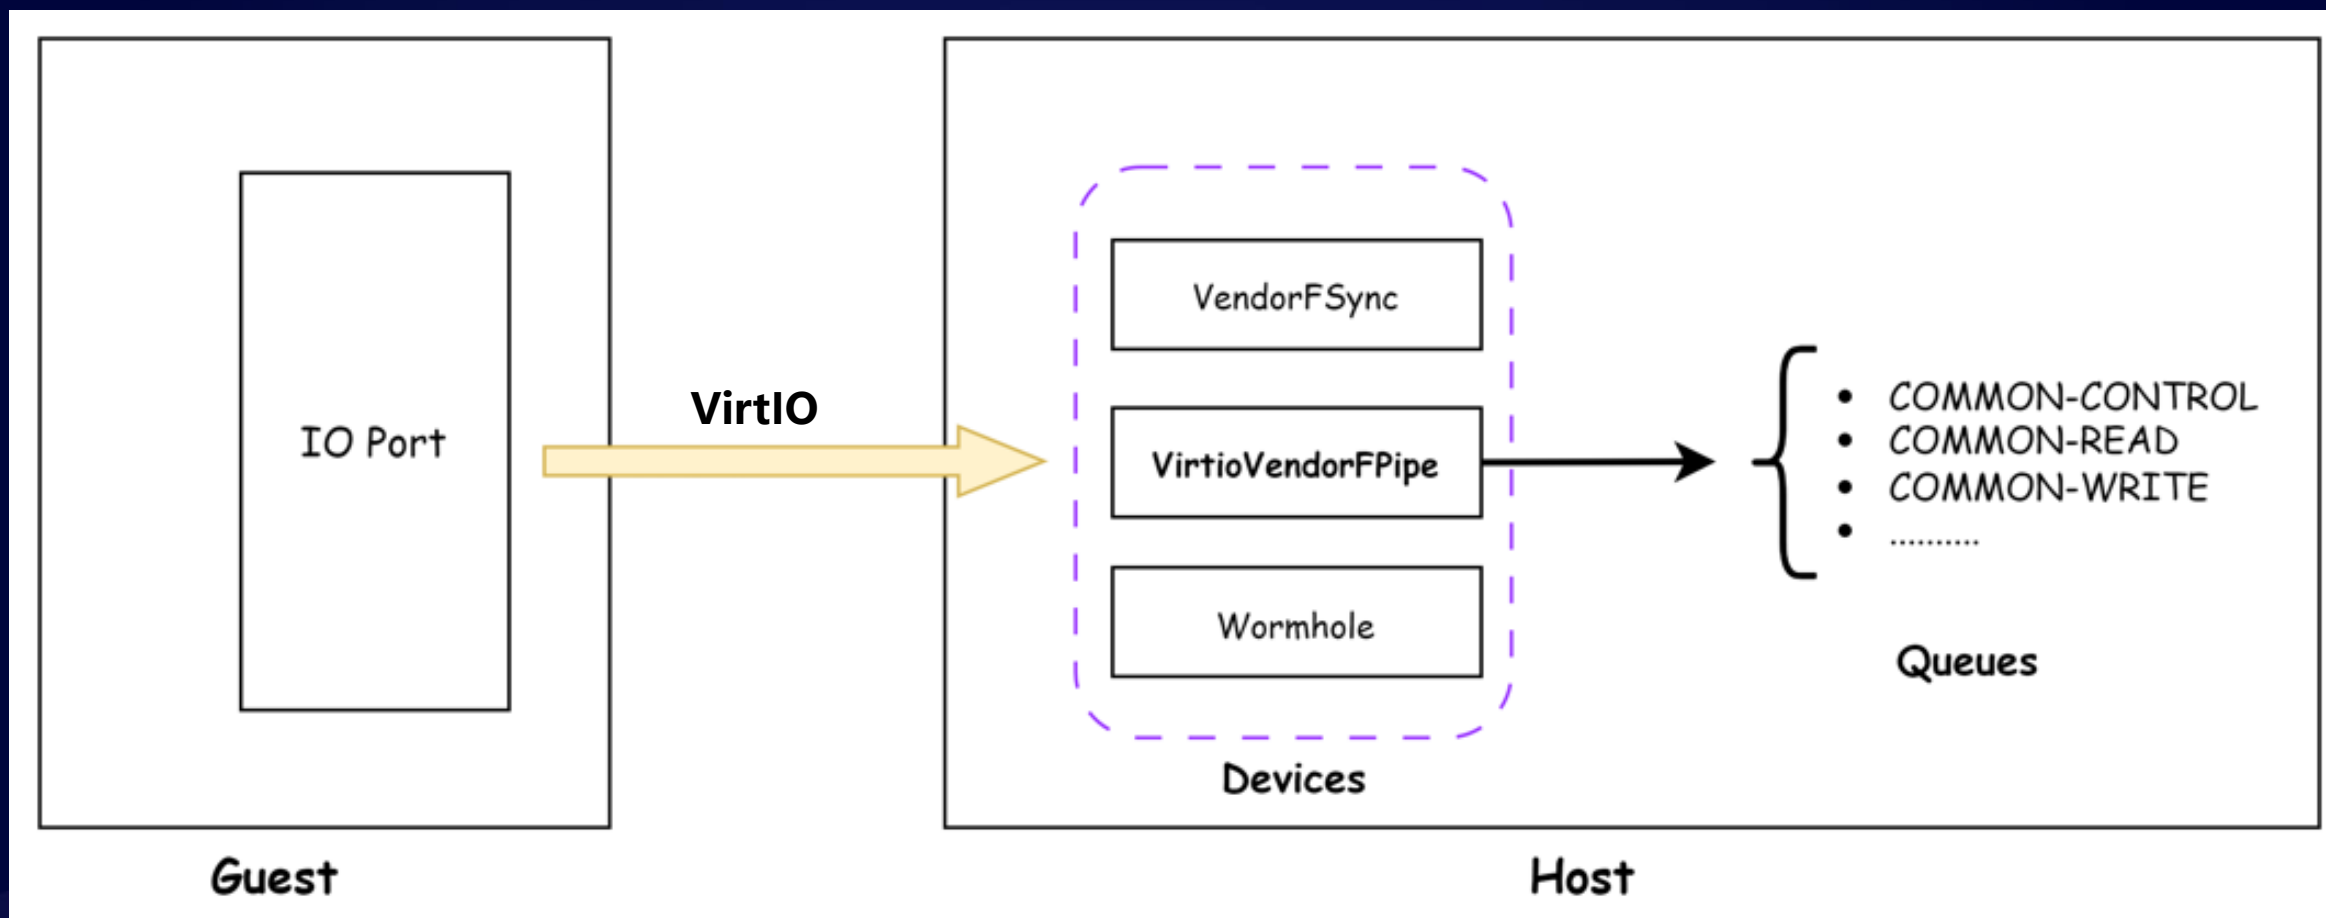 IO Port
Guest
VirtIO
VendorFSync
VirtioVendorFPipe
Wormhole
Devices
• COMMON-CONTROL
• COMMON-READ
• COMMON-WRITE
• ..........
Queues
Host